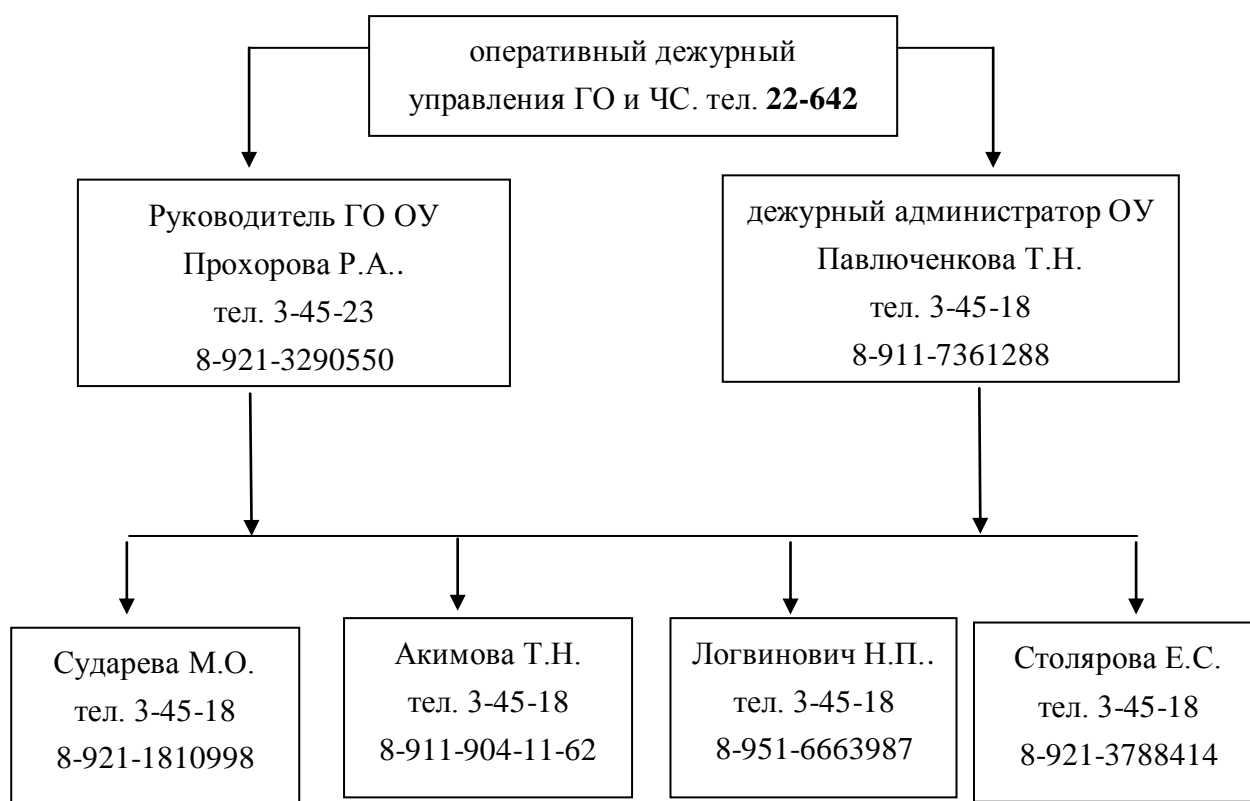 оперативный дежурный
управления ГО и ЧС. тел. 22-642
Руководитель ГО ОУ
Прохорова Р.А..
тел. 3-45-23
8-921-3290550
дежурный администратор ОУ
Павлюченкова Т.Н.
тел. 3-45-18
8-911-7361288
Сударева М.О.
тел. 3-45-18
8-921-1810998
Акимова Т.Н.
тел. 3-45-18
8-911-904-11-62
Логвинович Н.П..
тел. 3-45-18
8-951-6663987
Столярова Е.С.
тел. 3-45-18
8-921-3788414